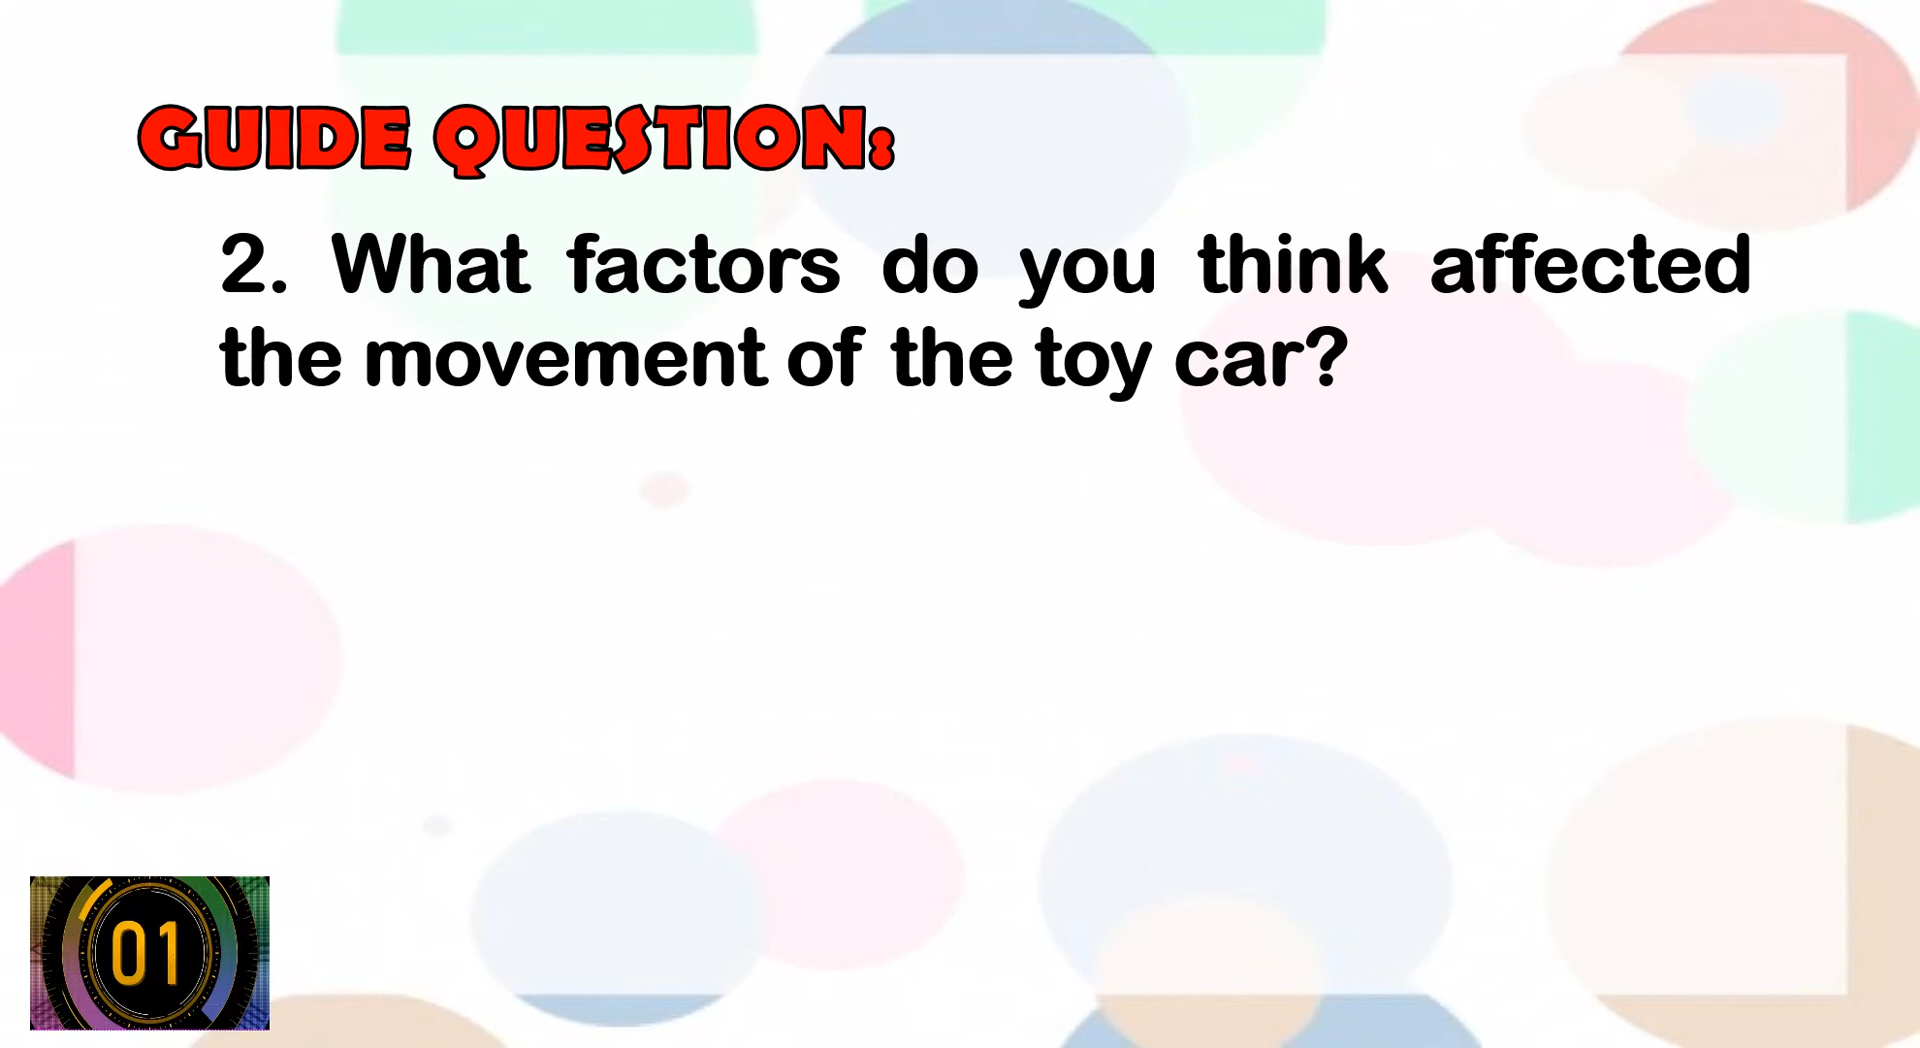 GUIDE QUESTION:
2. What factors do you think affected
the movement of the toy car?
01